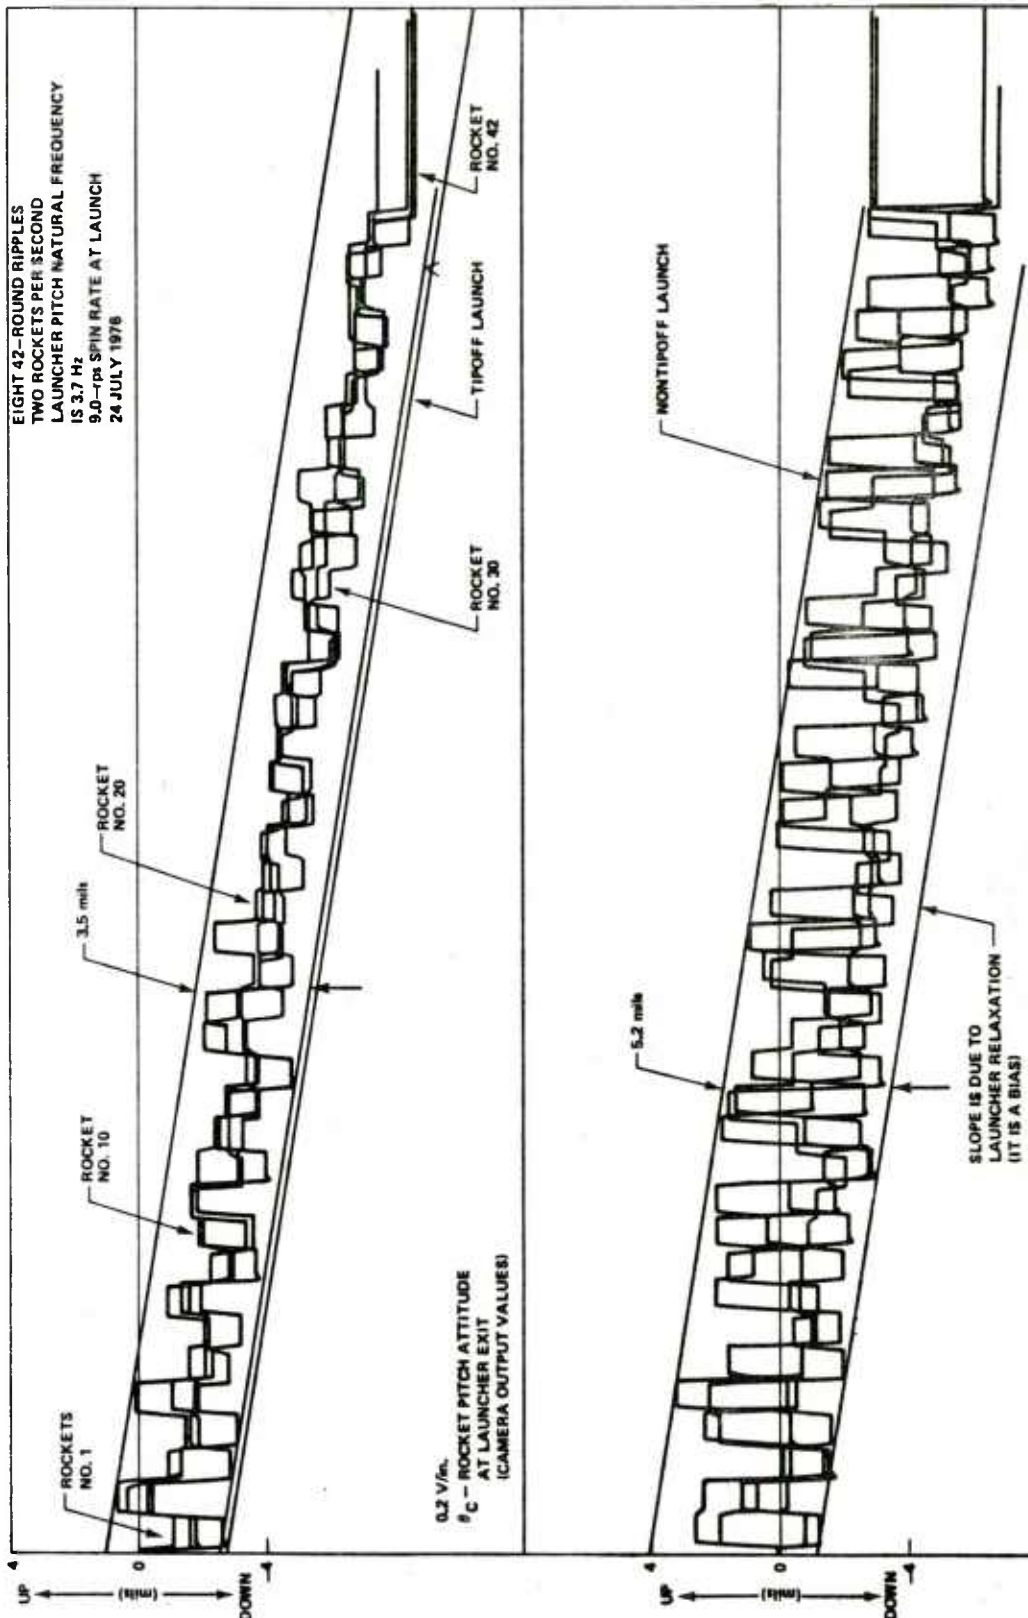 EIGHT 42–ROUND RIPPLES
TWO ROCKETS PER SECOND
LAUNCHER PITCH NATURAL FREQUENCY
IS 3.7 Hz
9.0–rps SPIN RATE AT LAUNCH
24 JULY 1976
ROCKETS
NO. 1
ROCKET
NO. 10
3.5 mils
ROCKET
NO. 20
ROCKET
NO. 30
TIPOFF LAUNCH
ROCKET
NO. 42
0.2 V/in.
θC – ROCKET PITCH ATTITUDE
AT LAUNCHER EXIT
(CAMERA OUTPUT VALUES)
4
0
-4
UP
(mils)
DOWN
5.2 mils
NONTIPOFF LAUNCH
SLOPE IS DUE TO
LAUNCHER RELAXATION
(IT IS A BIAS)
4
0
-4
UP
(mils)
DOWN